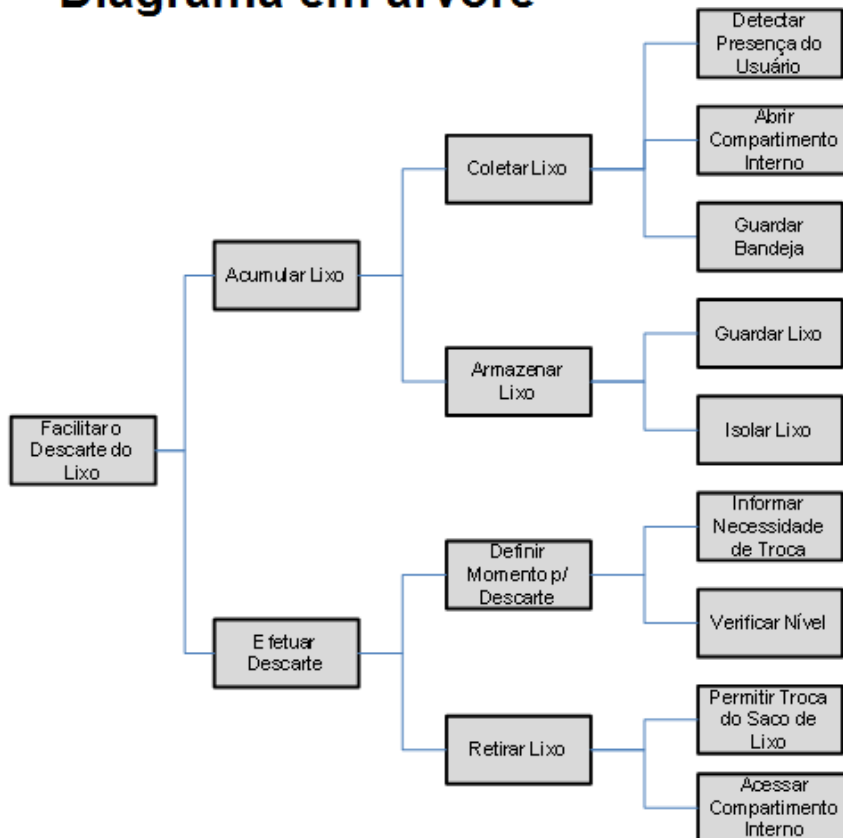 Diagrama em árvore
Detectar
Presença do
Usuário
Abrir
Compartimento
Interno
Coletar Lixo
Guardar
Bandeja
Acumular Lixo
Guardar Lixo
Armazenar
Lixo
Isolar Lixo
Facilitar o
Descarte do
Lixo
Informar
Necessidade
de Troca
Definir
Momento p/
Descarte
Verificar Nível
Efetuar
Descarte
Permitir Troca
do Saco de
Lixo
Retirar Lixo
Acessar
Compartimento
Interno